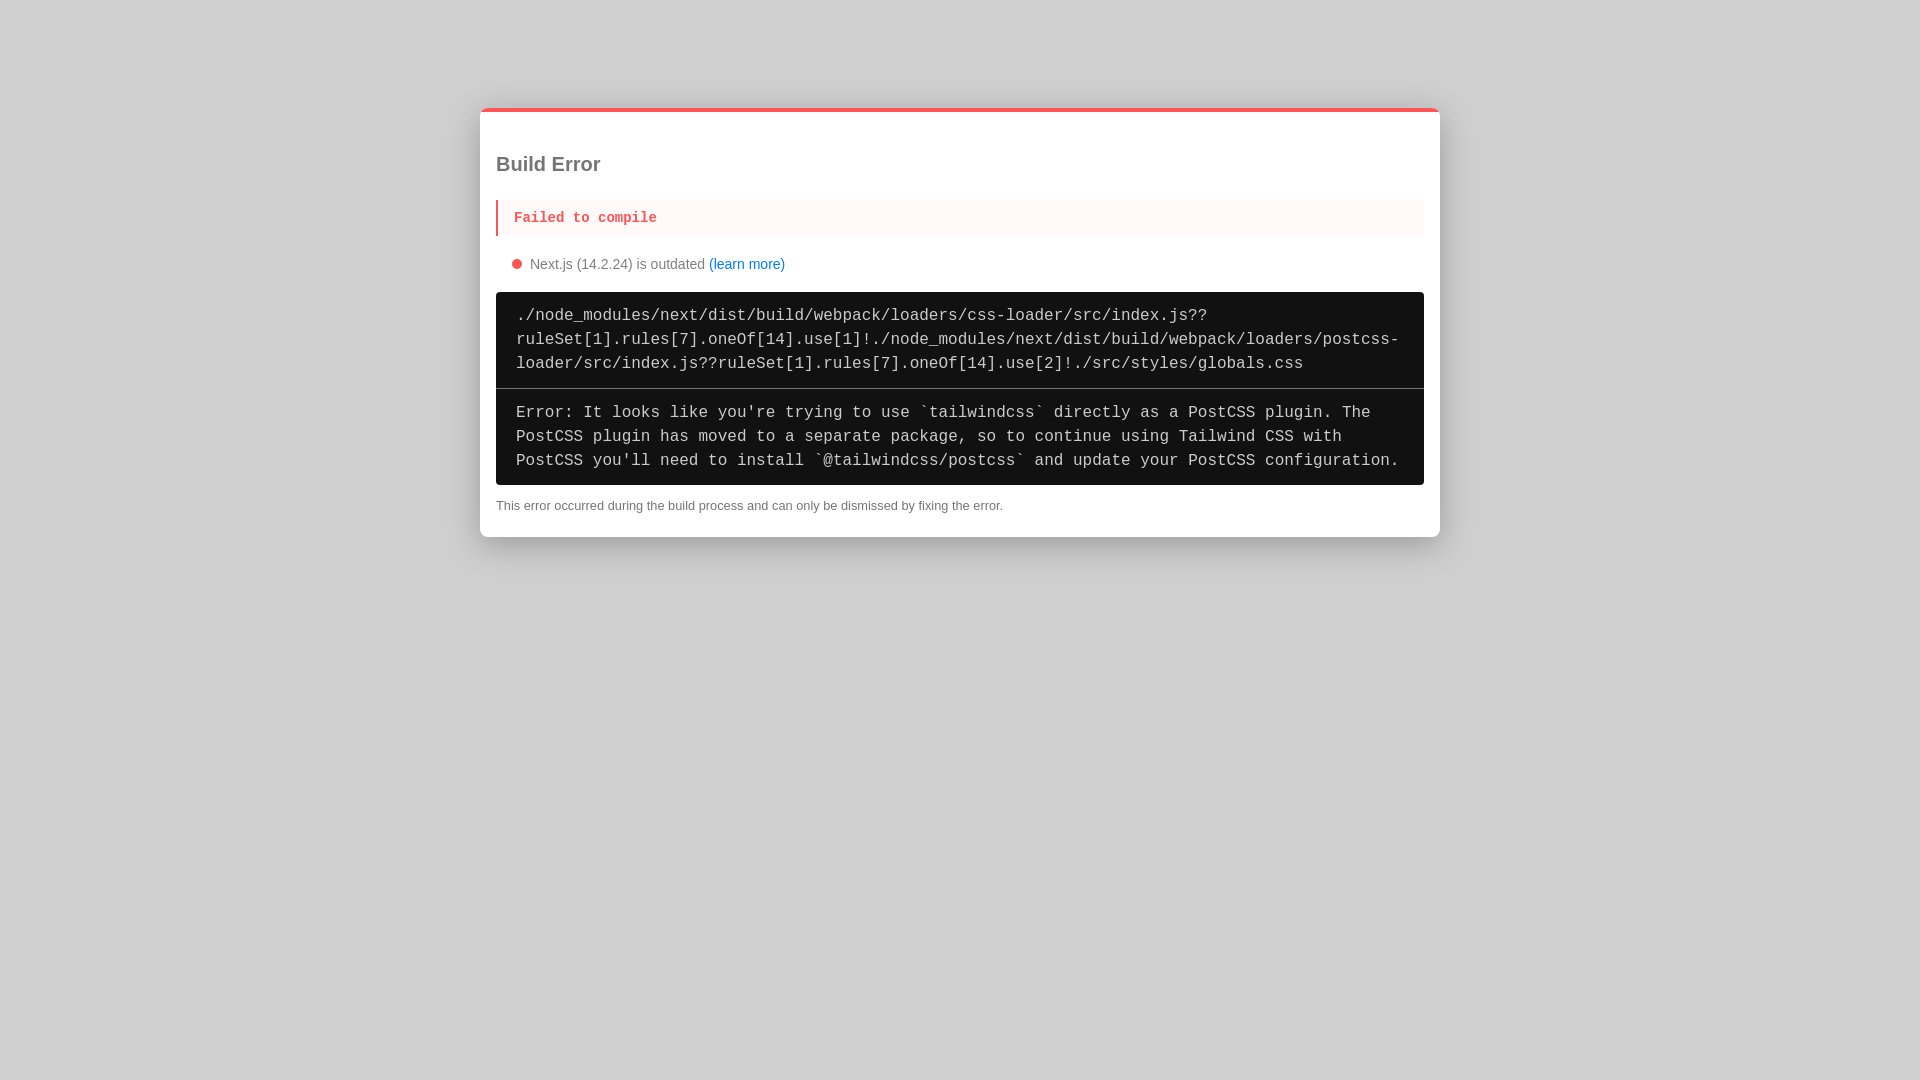 Build Error
Failed to compile
Next.js (14.2.24) is outdated (learn more)
./node_modules/next/dist/build/webpack/loaders/css-loader/src/index.js??
ruleSet[1].rules[7].oneOf[14].use[1]!./node_modules/next/dist/build/webpack/loaders/postcss-
loader/src/index.js??ruleSet[1].rules[7].oneOf[14].use[2]!./src/styles/globals.css
Error: It looks like you're trying to use `tailwindcss` directly as a PostCSS plugin. The
PostCSS plugin has moved to a separate package, so to continue using Tailwind CSS with
PostCSS you'll need to install `@tailwindcss/postcss` and update your PostCSS configuration.
This error occurred during the build process and can only be dismissed by fixing the error.